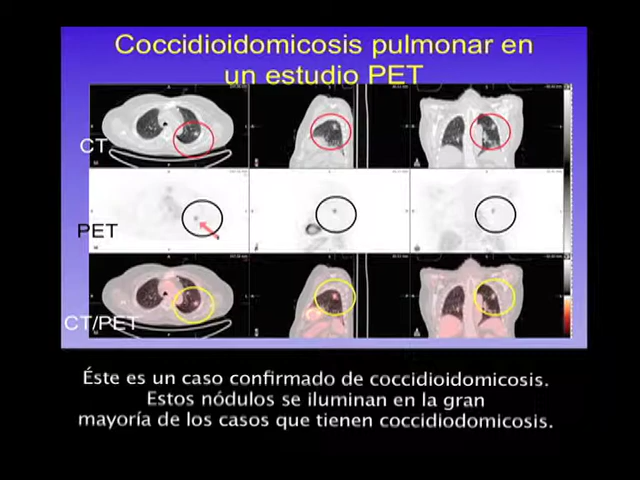 Coccidioidomicosis pulmonar en
un estudio PET
CT
PET
CT/PET
Éste es un caso confirmado de coccidioidomicosis.
Estos nódulos se iluminan en la gran
mayoría de los casos que tienen coccidiodomicosis.